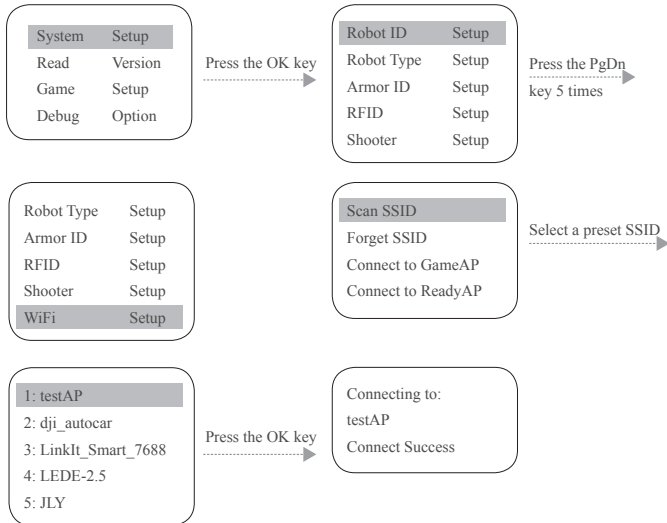 System Setup
Read Version
Game Setup
Debug Option
Press the OK key
Robot ID Setup
Robot Type Setup
Armor ID Setup
RFID Setup
Shooter Setup
Press the PgDn
key 5 times
Robot Type Setup
Armor ID Setup
RFID Setup
Shooter Setup
WiFi Setup
Scan SSID
Forget SSID
Connect to GameAP
Connect to ReadyAP
Select a preset SSID
1: testAP
2: dji_autocar
3: LinkIt_Smart_7688
4: LEDE-2.5
5: JLY
Press the OK key
Connecting to:
testAP
Connect Success